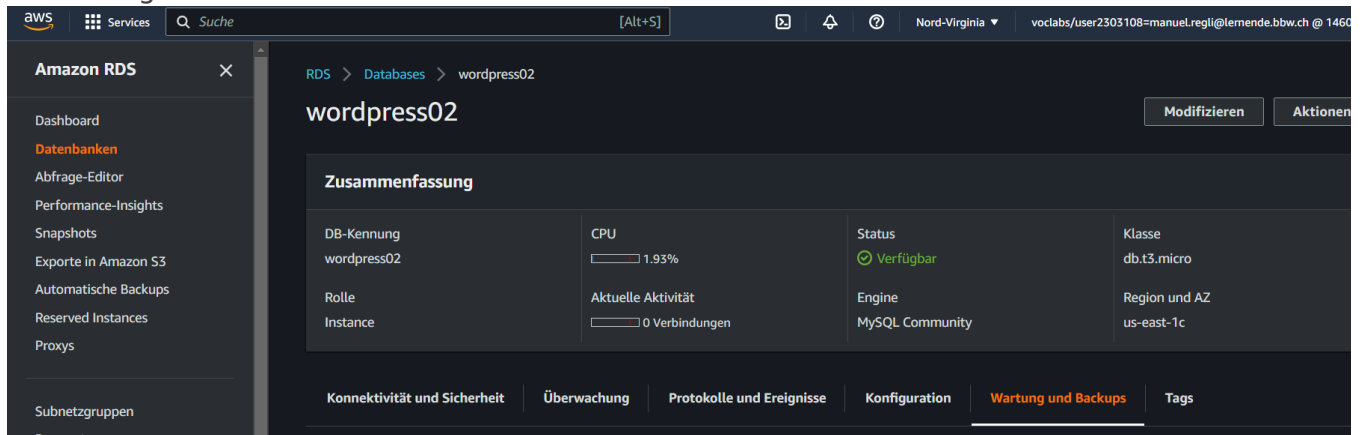 aws Services Suche [Alt+S] Nord-Virginia ▼ voclabs/user2303108=manuel.regli@lernende.bbw.ch @ 1460
Amazon RDS
Dashboard
Datenbanken
Abfrage-Editor
Performance-Insights
Snapshots
Exporte in Amazon S3
Automatische Backups
Reserved Instances
Proxys
Subnetzgruppen
RDS > Databases > wordpress02
wordpress02
Modifizieren Aktionen
Zusammenfassung
DB-Kennung CPU Status Klasse
wordpress02 1.93% Verfügbar db.t3.micro
Rolle Aktuelle Aktivität Engine Region und AZ
Instance 0 Verbindungen MySQL Community us-east-1c
Konnektivität und Sicherheit Überwachung Protokolle und Ereignisse Konfiguration Wartung und Backups Tags